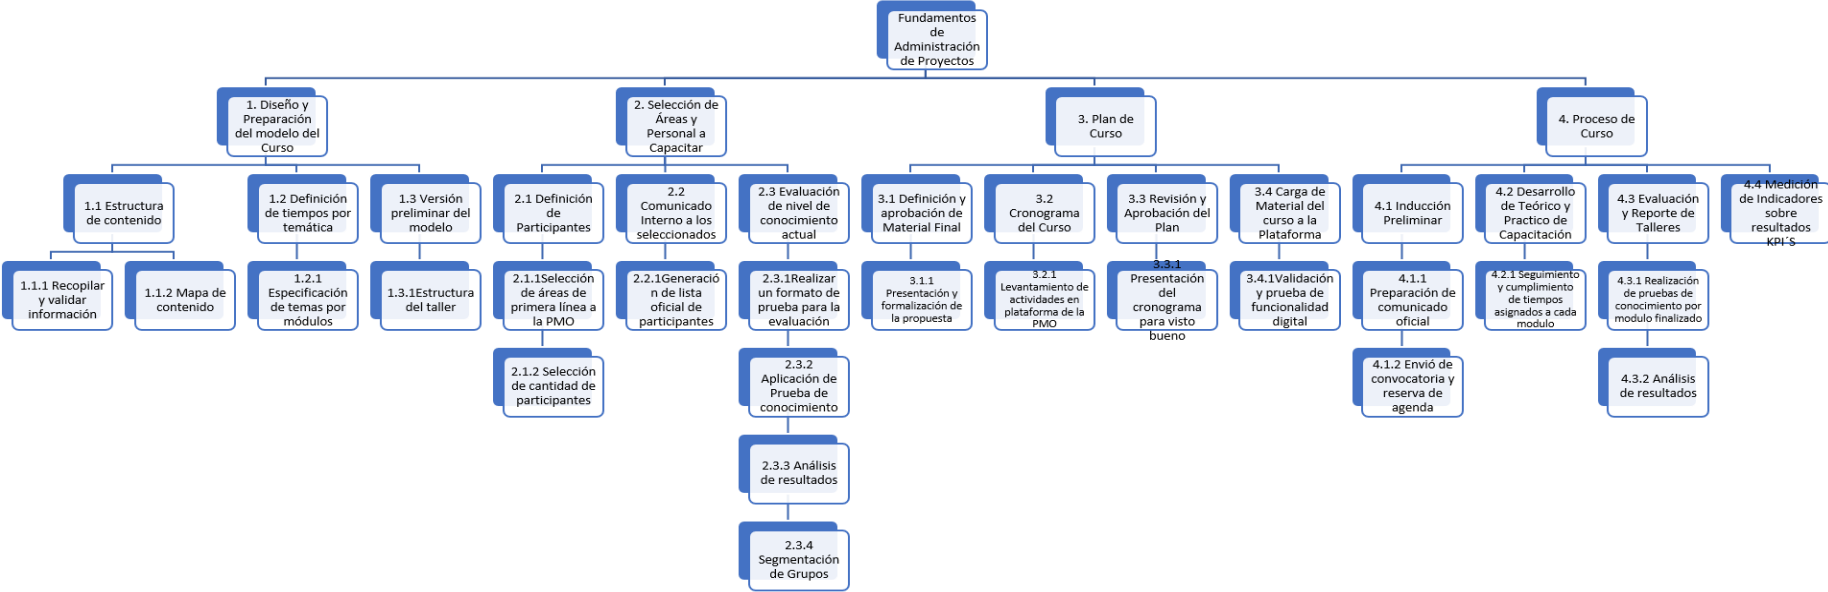 Fundamentos
de
Administración
de Proyectos
1. Diseño y
Preparación
del modelo del
Curso
2. Selección de
Áreas y
Personal a
Capacitar
3. Plan de
Curso
4. Proceso de
Curso
1.1 Estructura
de contenido
1.2 Definición
de tiempos por
temática
1.3 Versión
preliminar del
modelo
2.1 Definición
de
Participantes
2.2
Comunicado
Interno a los
seleccionados
2.3 Evaluación
de nivel de
conocimiento
actual
3.1 Definición y
aprobación de
Material Final
3.2
Cronograma
del Curso
3.3 Revisión y
Aprobación del
Plan
3.4 Carga de
Material del
curso a la
Plataforma
4.1 Inducción
Preliminar
4.2 Desarrollo
de Teórico y
Practico de
Capacitación
4.3 Evaluación
y Reporte de
Talleres
4.4 Medición
de Indicadores
sobre
resultados
KPI´S
1.1.1 Recopilar
y validar
información
1.1.2 Mapa de
contenido
1.2.1
Especificación
de temas por
módulos
1.3.1Estructura
del taller
2.1.1Selección
de áreas de
primera línea a
la PMO
2.2.1Generació
n de lista
oficial de
participantes
2.3.1Realizar
un formato de
prueba para la
evaluación
3.1.1
Presentación y
formalización de
la propuesta
3.2.1
Levantamiento de
actividades en
plataforma de la
PMO
3.3.1
Presentación
del
cronograma
para visto
bueno
3.4.1Validación
y prueba de
funcionalidad
digital
4.1.1
Preparación de
comunicado
oficial
4.2.1 Seguimiento
y cumplimiento
de tiempos
asignados a cada
modulo
4.3.1 Realización
de pruebas de
conocimiento por
modulo finalizado
2.1.2 Selección
de cantidad de
participantes
2.3.2
Aplicación de
Prueba de
conocimiento
4.1.2 Envió de
convocatoria y
reserva de
agenda
4.3.2 Análisis
de resultados
2.3.3 Análisis
de resultados
2.3.4
Segmentación
de Grupos